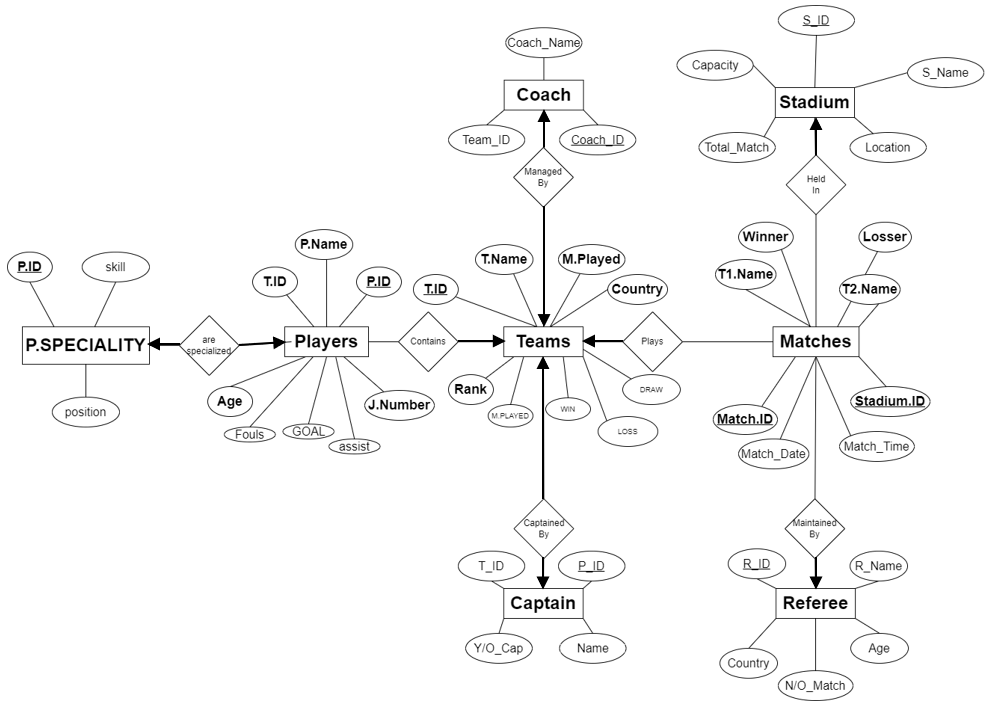 S_ID
Coach_Name
Capacity
S_Name
Coach
Stadium
Team_ID
Coach_ID
Total_Match
Location
Managed
By
Held
In
P.Name
Winner
Losser
T.Name
M.Played
P.ID
skill
T.ID
P.ID
T.ID
Country
T1.Name
T2.Name
P.SPECIALITY
are
specialized
Players
Contains
Teams
Plays
Matches
position
Age
J.Number
Rank
DRAW
Fouls
GOAL
assist
M.PLAYED
WIN
LOSS
Match.ID
Stadium.ID
Match_Date
Match_Time
Captained
By
Maintained
By
T_ID
P_ID
R_ID
R_Name
Captain
Referee
Y/O_Cap
Name
Country
Age
N/O_Match